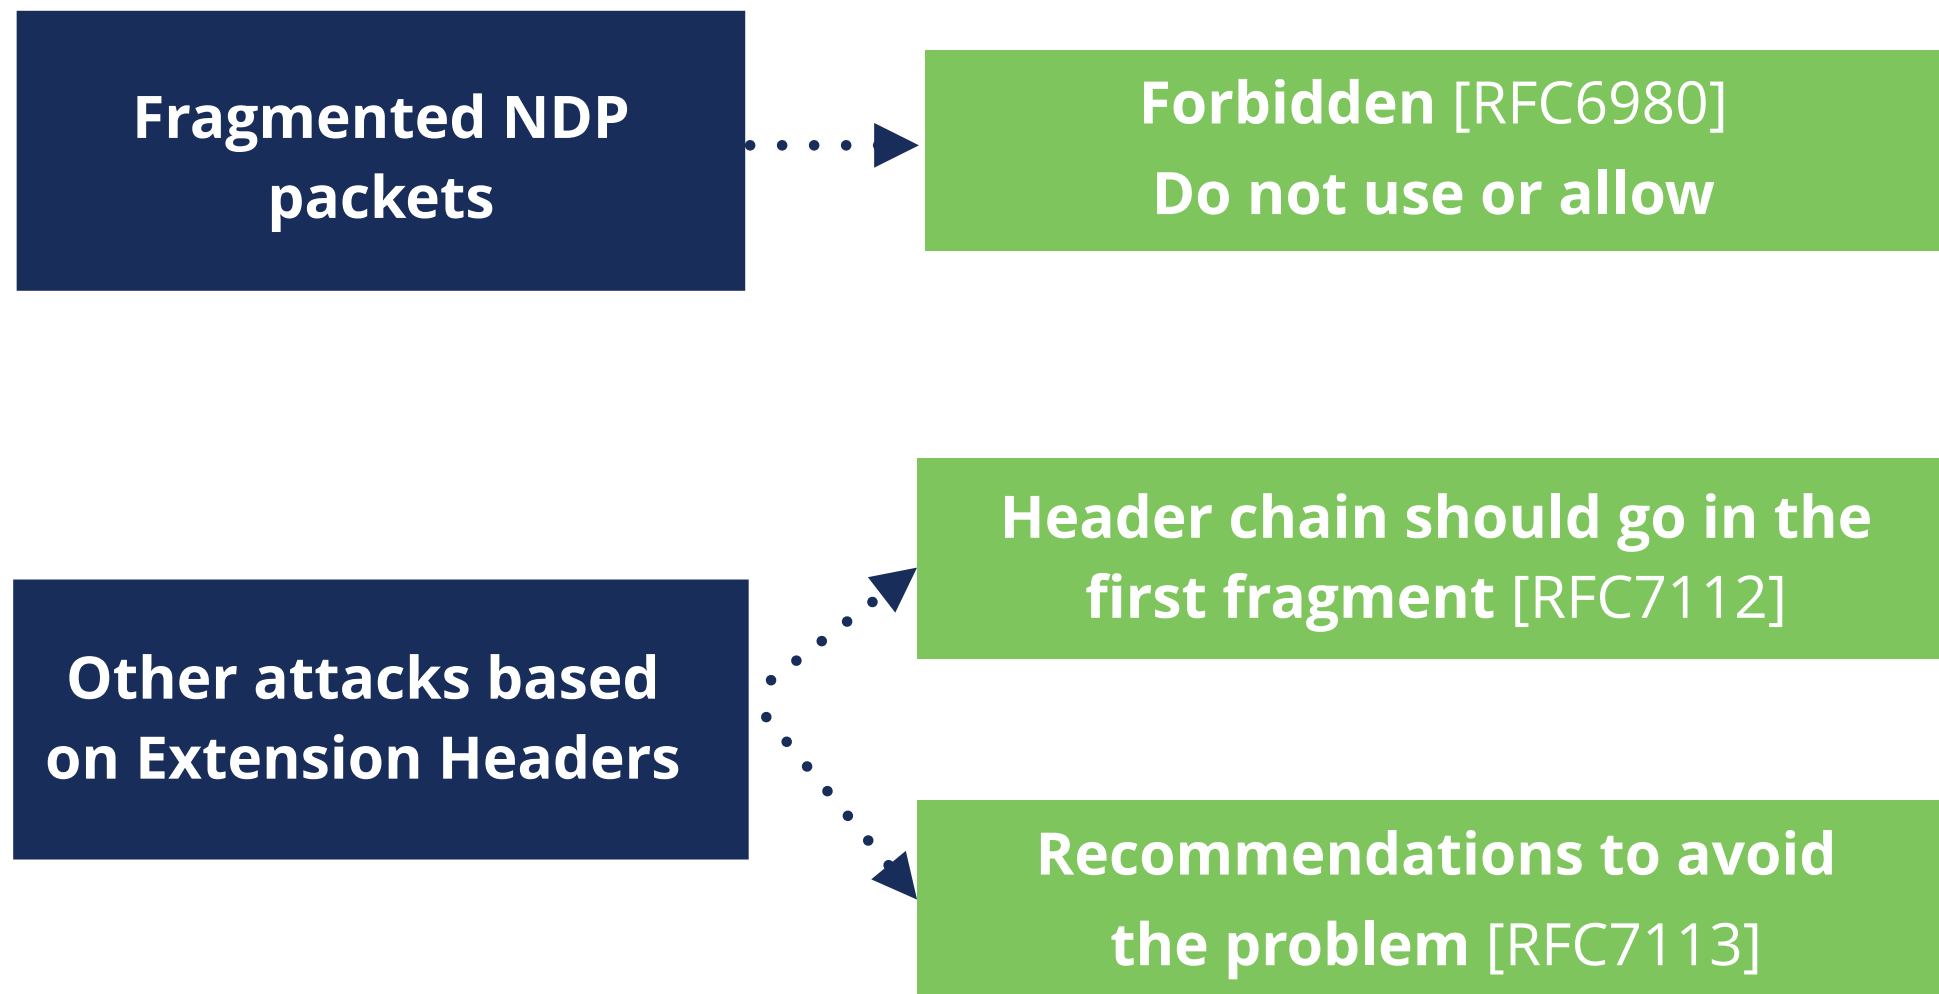 Fragmented NDP
packets
Forbidden [RFC6980]
Do not use or allow
Other attacks based
on Extension Headers
Header chain should go in the
first fragment [RFC7112]
Recommendations to avoid
the problem [RFC7113]